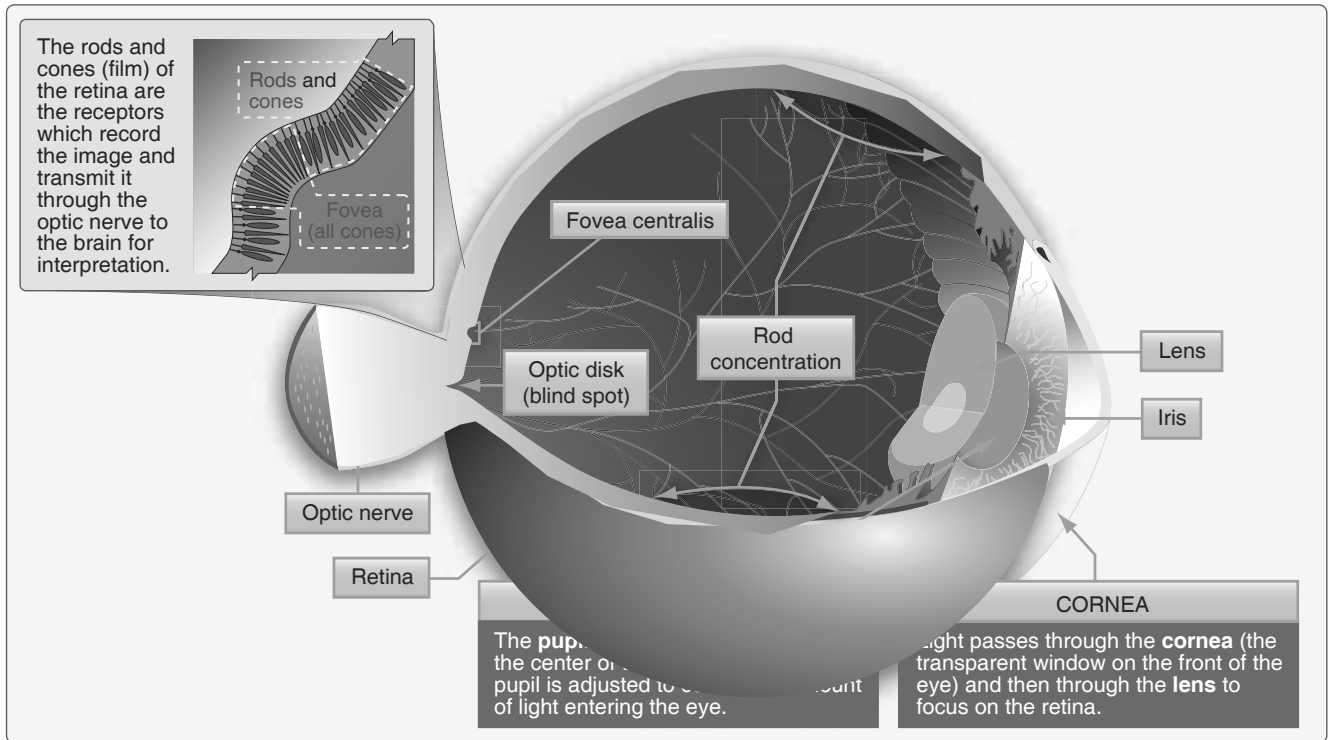 The rods and
cones (film) of
the retina are
the receptors
which record
the image and
transmit it
through the
optic nerve to
the brain for
interpretation.
Rods and
cones
Fovea
(all cones)
Fovea centralis
Rod
concentration
Optic disk
(blind spot)
Lens
Iris
Optic nerve
Retina
The
the center of
pupil is adjusted to
of light entering the eye.
CORNEA
passes through the cornea (the
transparent window on the front of the
eye) and then through the lens to
focus on the retina.